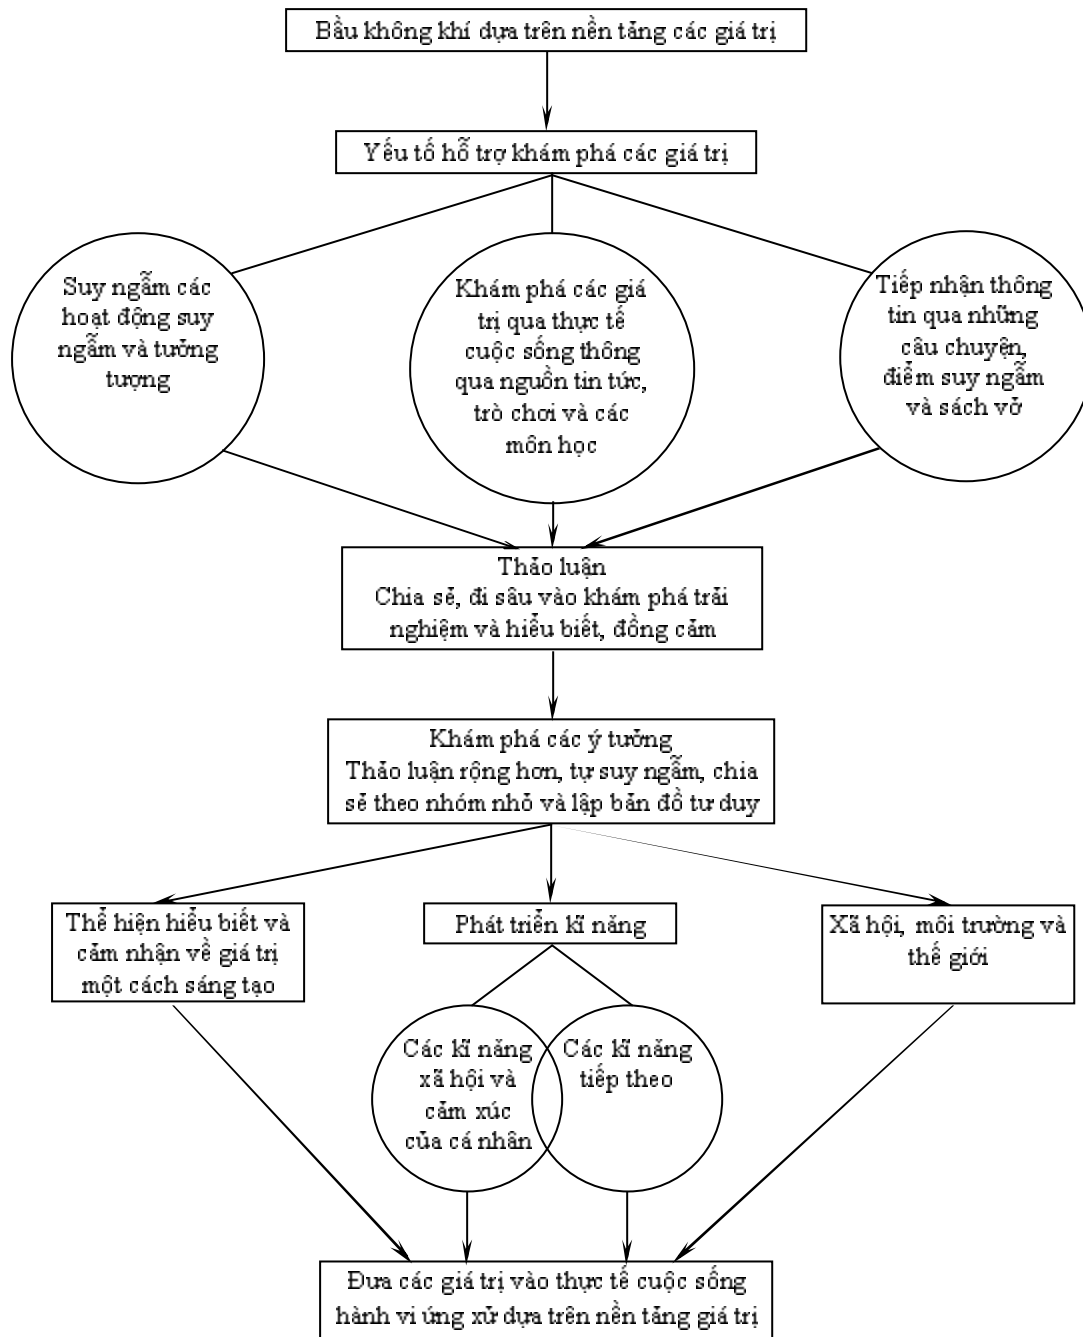 Bầu không khí dựa trên nền tảng các giá trị
Yếu tố hỗ trợ khám phá các giá trị
Suy ngẫm các
hoạt động suy
ngẫm và tưởng
tượng
Khám phá các giá
trị qua thực tế
cuộc sống thông
qua nguồn tin tức,
trò chơi và các
môn học
Tiếp nhận thông
tin qua những
câu chuyện,
điểm suy ngẫm
và sách vở
Thảo luận
Chia sẻ, đi sâu vào khám phá trải
nghiệm và hiểu biết, đồng cảm
Khám phá các ý tưởng
Thảo luận rộng hơn, tự suy ngẫm, chia
sẻ theo nhóm nhỏ và lập bản đồ tư duy
Thể hiện hiểu biết và
cảm nhận về giá trị
một cách sáng tạo
Phát triển kĩ năng
Xã hội, môi trường và
thế giới
Các kĩ năng
xã hội và
cảm xúc
của cá nhân
Các kĩ năng
tiếp theo
Đưa các giá trị vào thực tế cuộc sống
hành vi ứng xử dựa trên nền tảng giá trị